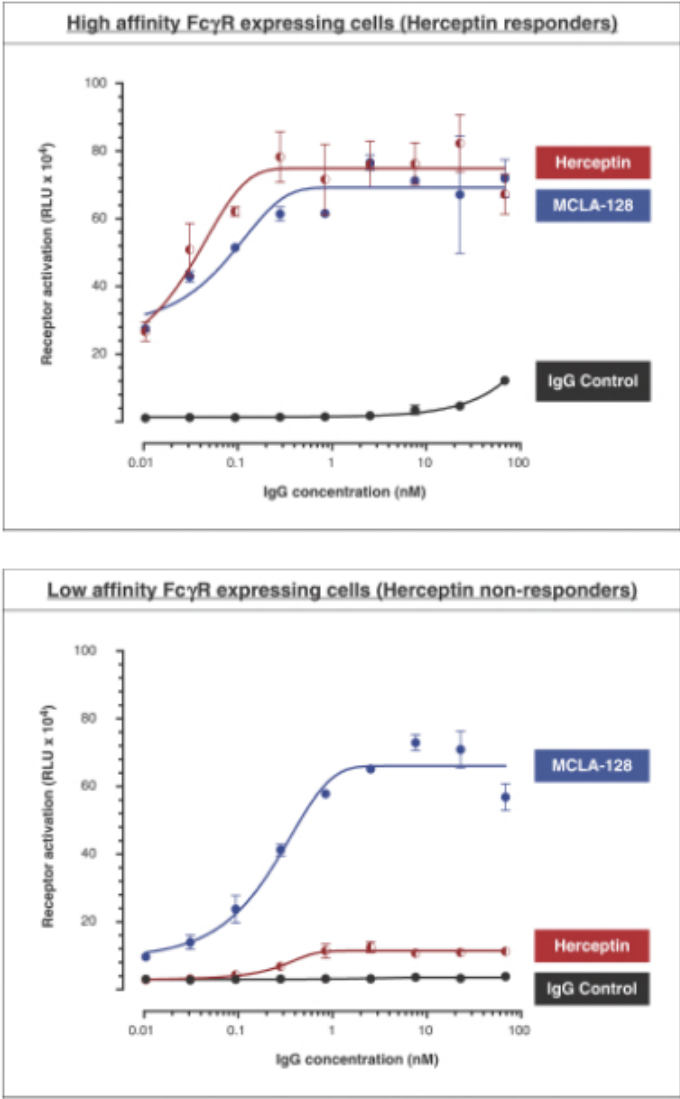 High affinity FcγR expressing cells (Herceptin responders)
100
80
60
40
20
Receptor activation (RLU x 10⁴)
Herceptin
MCLA-128
IgG Control
0.01 0.1 1 10 100
IgG concentration (nM)
Low affinity FcγR expressing cells (Herceptin non-responders)
100
80
60
40
20
Receptor activation (RLU x 10⁴)
MCLA-128
Herceptin
IgG Control
0.01 0.1 1 10 100
IgG concentration (nM)